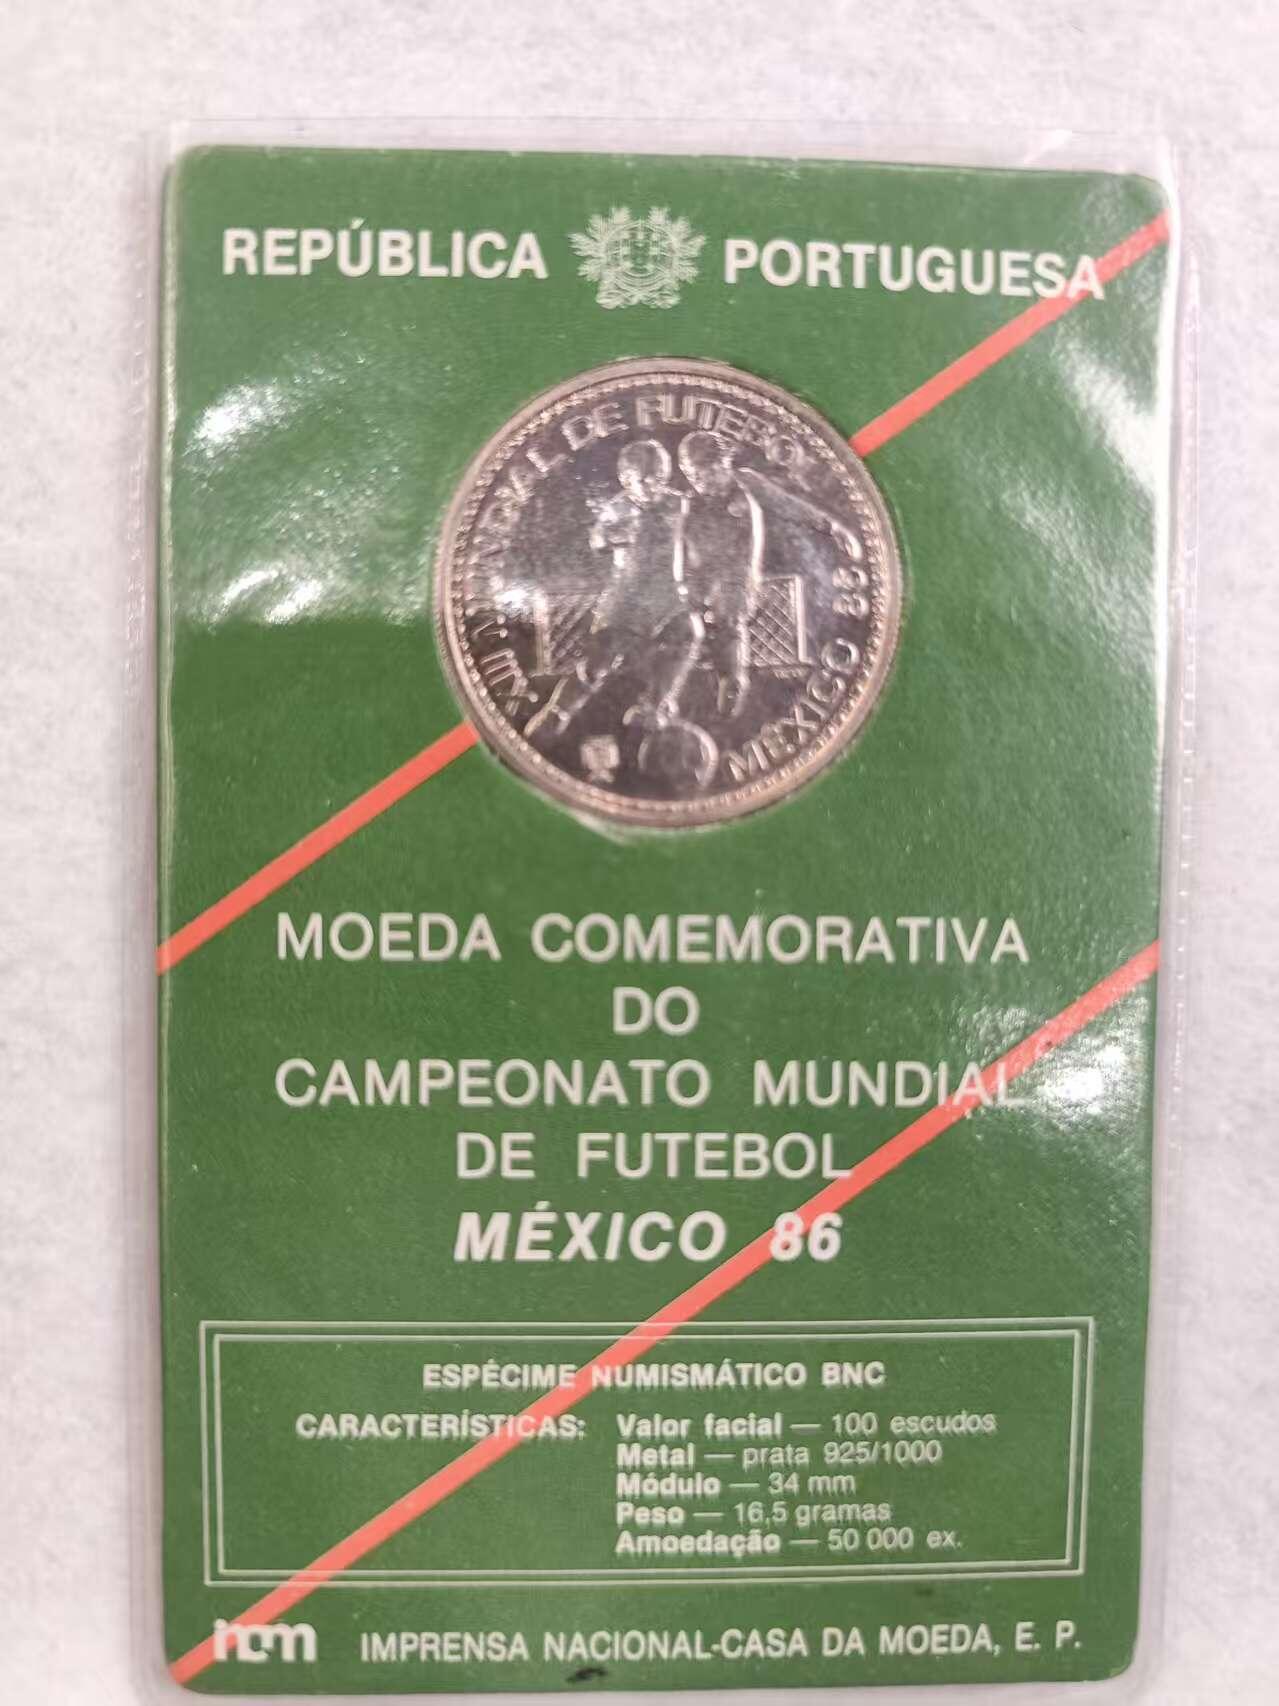 REPÚBLICA PORTUGUESA
XIII MUNDIAL DE FUTEBOL
MEXICO 86
MOEDA COMEMORATIVA
DO
CAMPEONATO MUNDIAL
DE FUTEBOL
MÉXICO 86
ESPÉCIME NUMISMÁTICO BNC
CARACTERÍSTICAS: Valor facial — 100 escudos
Metal — prata 925/1000
Módulo — 34 mm
Peso — 16,5 gramas
Amoedação — 50 000 ex.
incm IMPRENSA NACIONAL-CASA DA MOEDA, E. P.